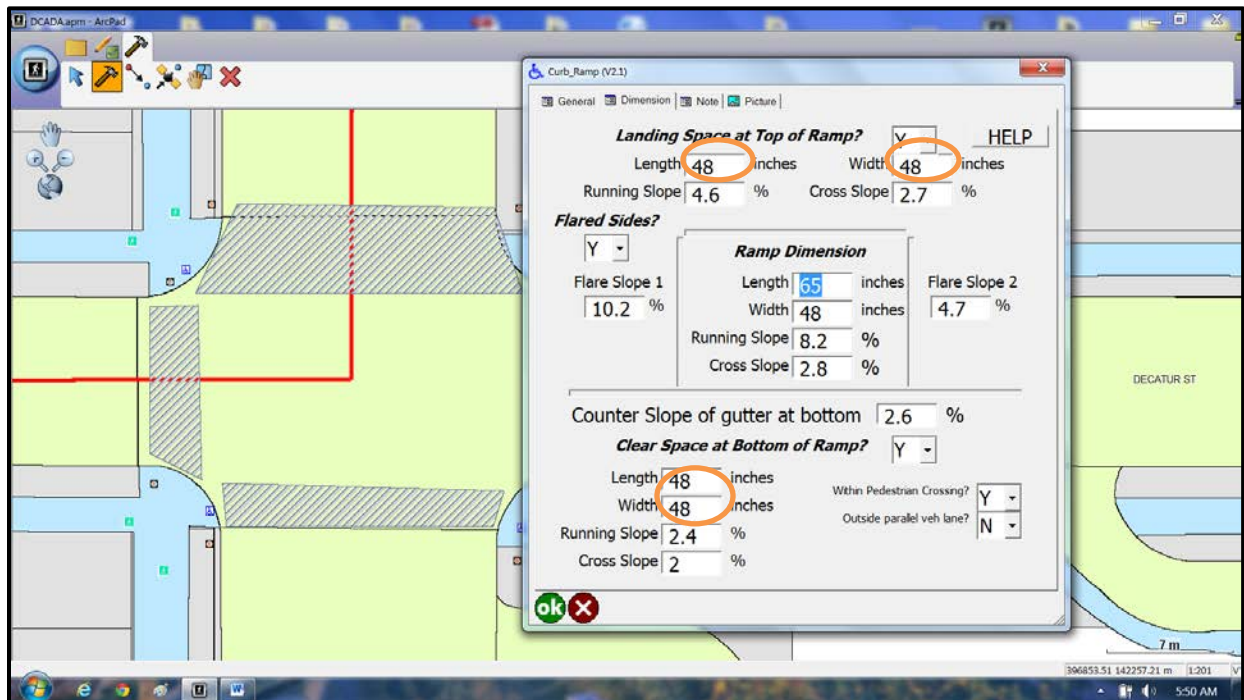 DCADA.apm - ArcPad
Curb_Ramp (V2.1)
General Dimension Note Picture
Landing Space at Top of Ramp? Y HELP
Length 48 inches Width 48 inches
Running Slope 4.6 % Cross Slope 2.7 %
Flared Sides?
Y
Ramp Dimension
Flare Slope 1 Length 65 inches Flare Slope 2
10.2 % Width 48 inches 4.7 %
Running Slope 8.2 %
Cross Slope 2.8 %
DECATUR ST
Counter Slope of gutter at bottom 2.6 %
Clear Space at Bottom of Ramp? Y
Length 48 inches
Width 48 inches
Within Pedestrian Crossing? Y
Outside parallel veh lane? N
Running Slope 2.4 %
Cross Slope 2 %
ok
7 m
396853.51 142257.21 m 1:201
5:50 AM